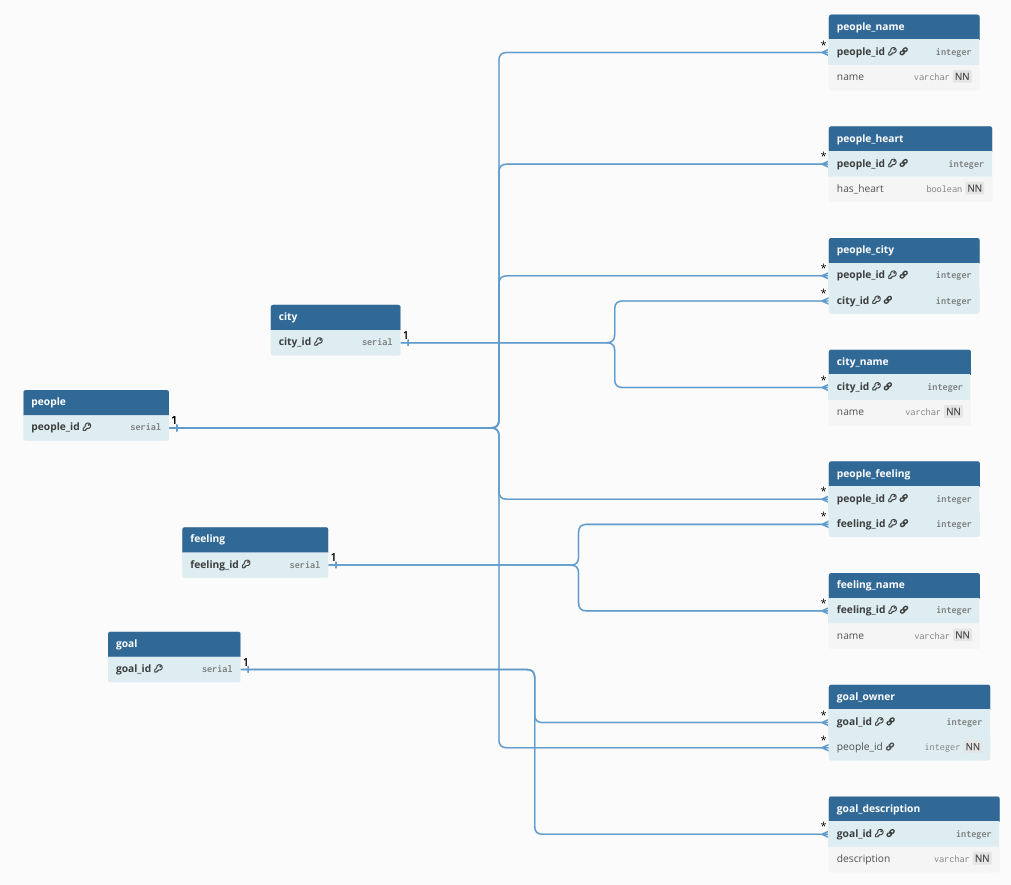 people_name
people_id integer
name varchar NN
people_heart
people_id integer
has_heart boolean NN
people_city
people_id integer
city_id integer
city
city_id serial
city_name
city_id integer
name varchar NN
people
people_id serial
people_feeling
people_id integer
feeling_id integer
feeling
feeling_id serial
feeling_name
feeling_id integer
name varchar NN
goal
goal_id serial
goal_owner
goal_id integer
people_id integer NN
goal_description
goal_id integer
description varchar NN
1
1
1
1
*
*
*
*
*
*
*
*
*
*
*